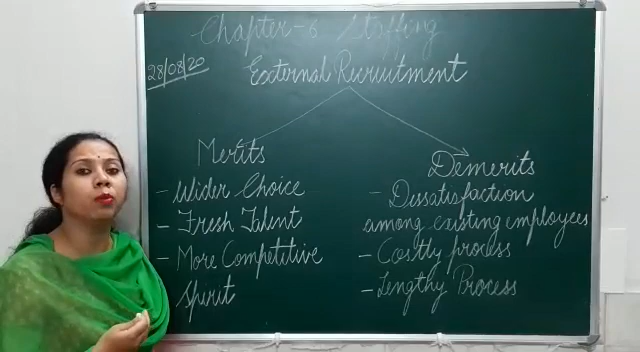 Chapter-6 Staffing
28/08/20
External Recruitment
Merits
- Wider Choice
- Fresh Talent
- More Competitive
Spirit
Demerits
- Dissatisfaction
among existing employees
- Costly process
- Lengthy Process